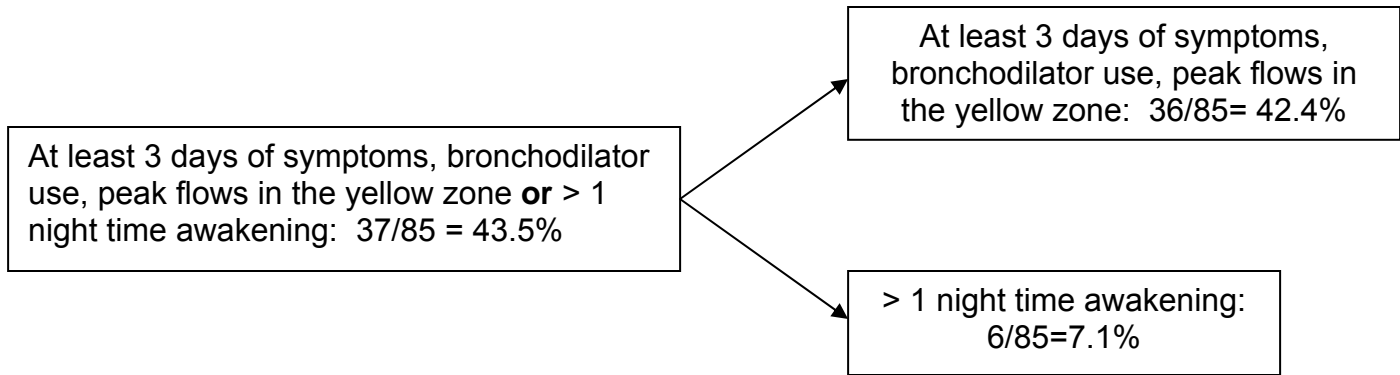 At least 3 days of symptoms, bronchodilator
use, peak flows in the yellow zone or > 1
night time awakening: 37/85 = 43.5%
At least 3 days of symptoms,
bronchodilator use, peak flows in
the yellow zone: 36/85= 42.4%
> 1 night time awakening:
6/85=7.1%